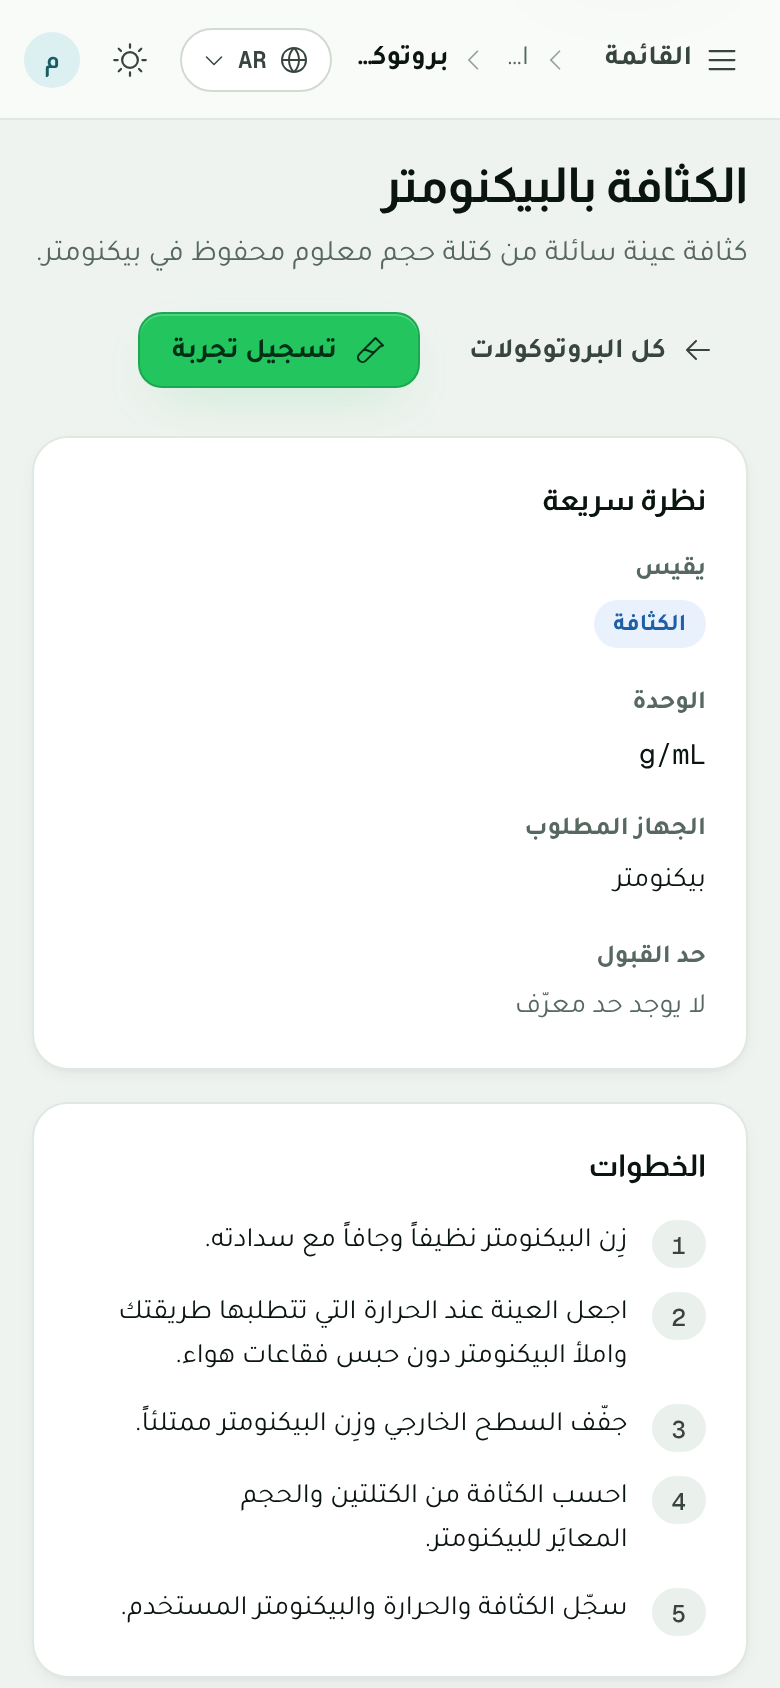 القائمة
ا...
بروتوك...
AR
م
الكثافة بالبيكنومتر
كثافة عينة سائلة من كتلة حجم معلوم محفوظ في بيكنومتر.
كل البروتوكولات
تسجيل تجربة
نظرة سريعة
يقيس
الكثافة
الوحدة
g/mL
الجهاز المطلوب
بيكنومتر
حد القبول
لا يوجد حد معرّف
الخطوات
1 زِن البيكنومتر نظيفاً وجافاً مع سدادته.
2 اجعل العينة عند الحرارة التي تتطلبها طريقتك
واملأ البيكنومتر دون حبس فقاعات هواء.
3 جفّف السطح الخارجي وزِن البيكنومتر ممتلئاً.
4 احسب الكثافة من الكتلتين والحجم
المعايَر للبيكنومتر.
5 سجّل الكثافة والحرارة والبيكنومتر المستخدم.